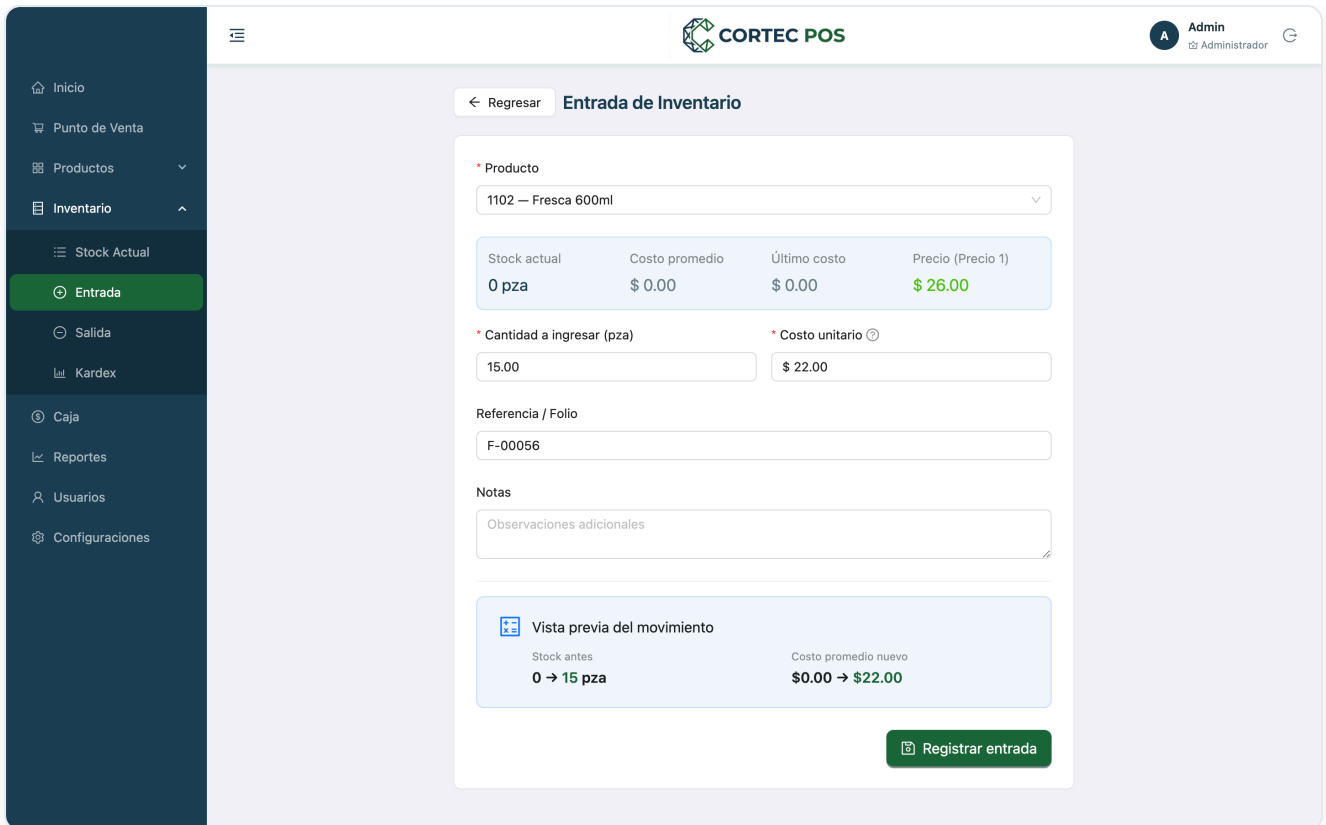 CORTEC POS
A
Admin
Administrador
Inicio
Punto de Venta
Productos
Inventario
Stock Actual
Entrada
Salida
Kardex
Caja
Reportes
Usuarios
Configuraciones
Regresar
Entrada de Inventario
* Producto
1102 — Fresca 600ml
Stock actual Costo promedio Último costo Precio (Precio 1)
0 pza $ 0.00 $ 0.00 $ 26.00
* Cantidad a ingresar (pza) * Costo unitario
15.00 $ 22.00
Referencia / Folio
F-00056
Notas
Observaciones adicionales
Vista previa del movimiento
Stock antes Costo promedio nuevo
0 → 15 pza $0.00 → $22.00
Registrar entrada